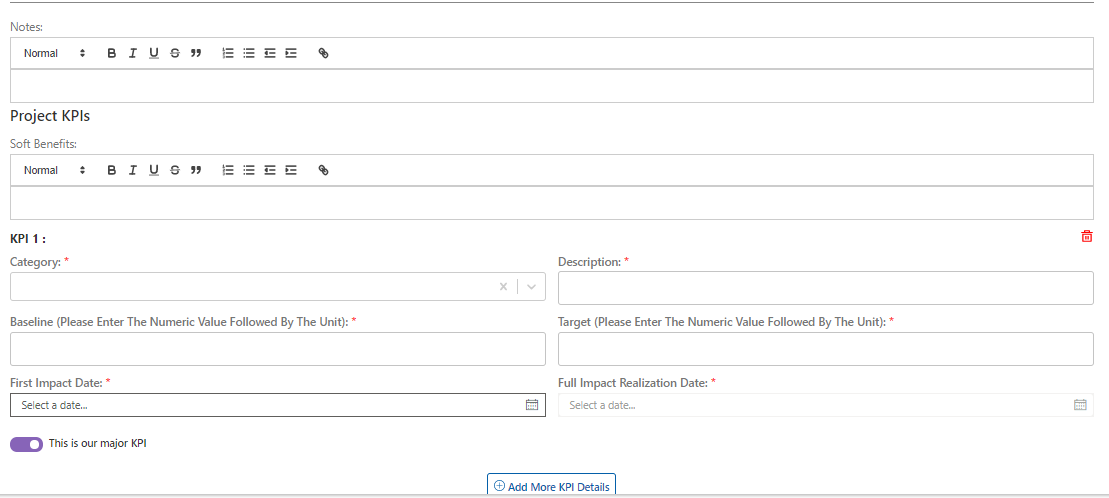 Notes:
Normal B I U S
Project KPIs
Soft Benefits:
Normal B I U S
KPI 1 :
Category: * Description: *
Baseline (Please Enter The Numeric Value Followed By The Unit): * Target (Please Enter The Numeric Value Followed By The Unit): *
First Impact Date: * Full Impact Realization Date: *
Select a date... Select a date...
This is our major KPI
Add More KPI Details